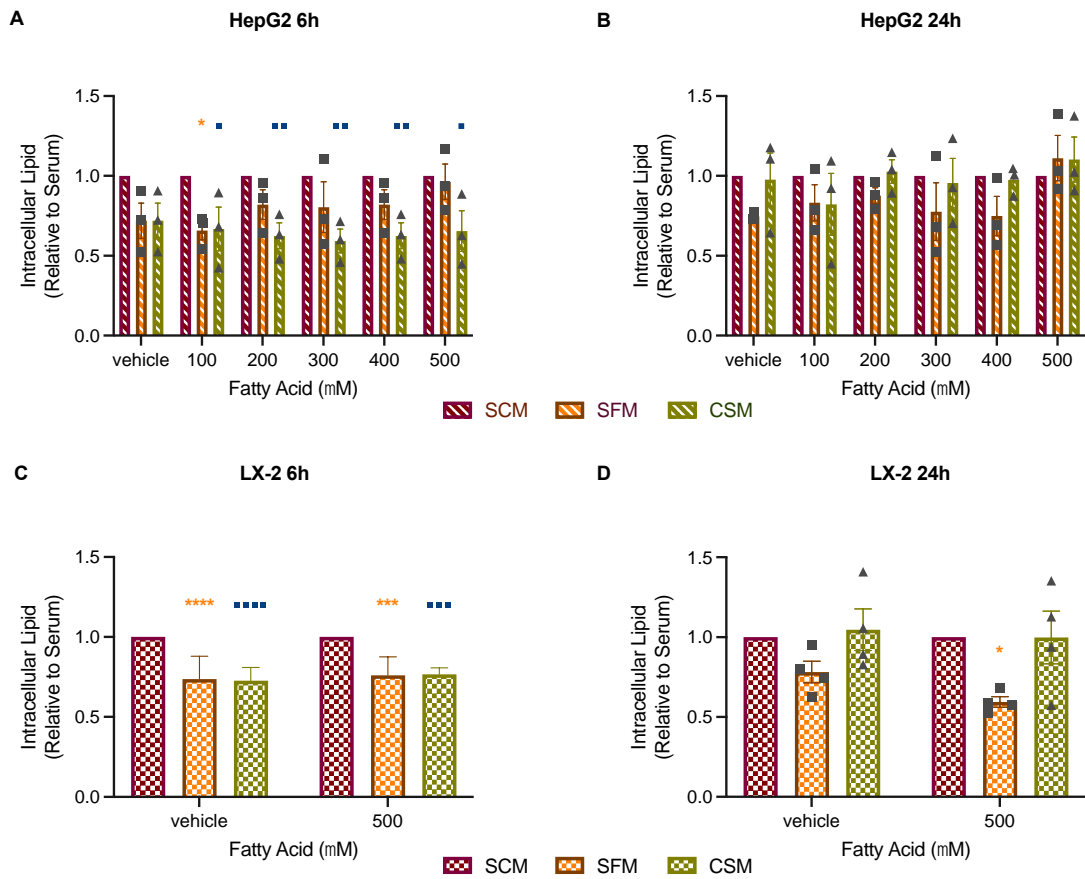 A
HepG2 6h
Intracellular Lipid
(Relative to Serum)
1.5
1.0
0.5
0.0
*
vehicle 100 200 300 400 500
Fatty Acid (mM)
B
HepG2 24h
Intracellular Lipid
(Relative to Serum)
1.5
1.0
0.5
0.0
vehicle 100 200 300 400 500
Fatty Acid (mM)
SCM SFM CSM
C
LX-2 6h
Intracellular Lipid
(Relative to Serum)
1.5
1.0
0.5
0.0
**** ***
vehicle 500
Fatty Acid (mM)
D
LX-2 24h
Intracellular Lipid
(Relative to Serum)
1.5
1.0
0.5
0.0
*
vehicle 500
Fatty Acid (mM)
SCM SFM CSM